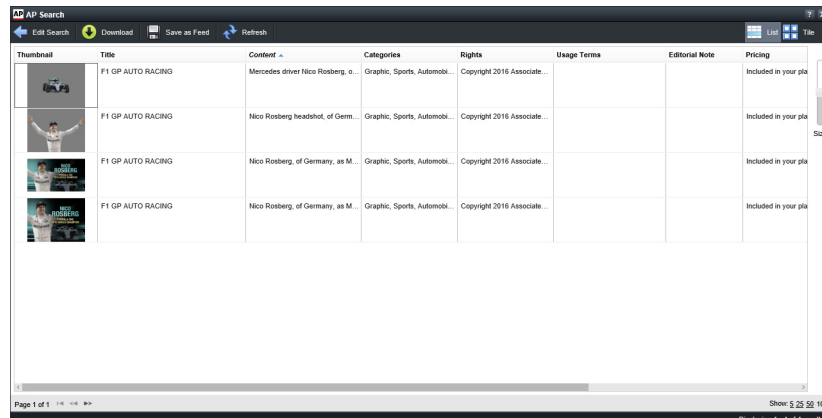 AP AP Search ?
Edit Search Download Save as Feed Refresh List Tile
Thumbnail Title Content Categories Rights Usage Terms Editorial Note Pricing
F1 GP AUTO RACING Mercedes driver Nico Rosberg, o... Graphic, Sports, Automobi... Copyright 2016 Associate... Included in your pla
F1 GP AUTO RACING Nico Rosberg headshot, of Germ... Graphic, Sports, Automobi... Copyright 2016 Associate... Included in your pla
Siz
F1 GP AUTO RACING Nico Rosberg, of Germany, as M... Graphic, Sports, Automobi... Copyright 2016 Associate... Included in your pla
NICO
ROSBERG
F1 GP AUTO RACING Nico Rosberg, of Germany, as M... Graphic, Sports, Automobi... Copyright 2016 Associate... Included in your pla
NICO
ROSBERG
Page 1 of 1 Show: 5 25 50 10